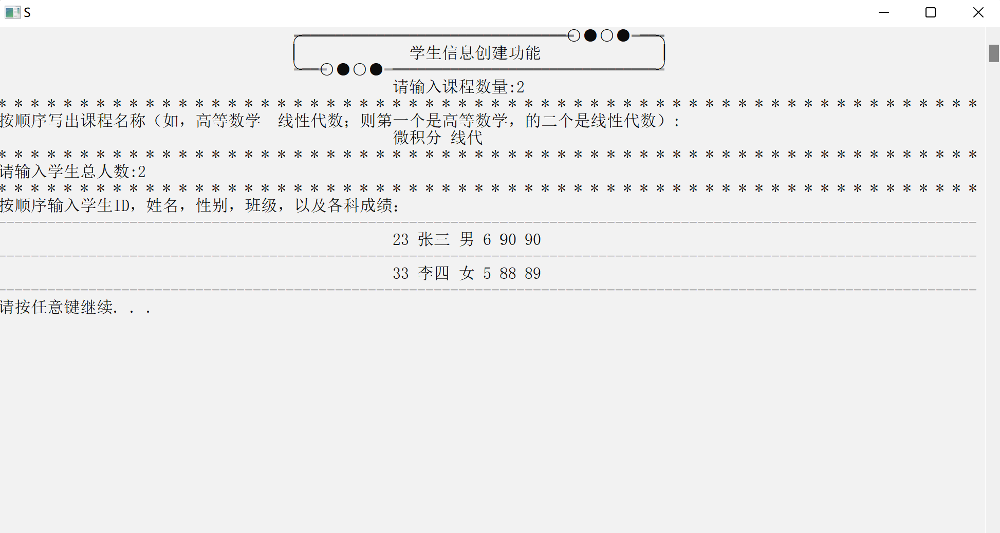 S
学生信息创建功能
请输入课程数量:2
* * * * * * * * * * * * * * * * * * * * * * * * * * * * * * * * * * * * * * * * * * * * * * * * * * * * * * * * * * * *
按顺序写出课程名称（如，高等数学　线性代数；则第一个是高等数学，的二个是线性代数）：
微积分 线代
* * * * * * * * * * * * * * * * * * * * * * * * * * * * * * * * * * * * * * * * * * * * * * * * * * * * * * * * * * * *
请输入学生总人数:2
* * * * * * * * * * * * * * * * * * * * * * * * * * * * * * * * * * * * * * * * * * * * * * * * * * * * * * * * * * * *
按顺序输入学生ID，姓名，性别，班级，以及各科成绩：
-----------------------------------------------------------------------------------------------------------------------
23 张三 男 6 90 90
-----------------------------------------------------------------------------------------------------------------------
33 李四 女 5 88 89
-----------------------------------------------------------------------------------------------------------------------
请按任意键继续. . .